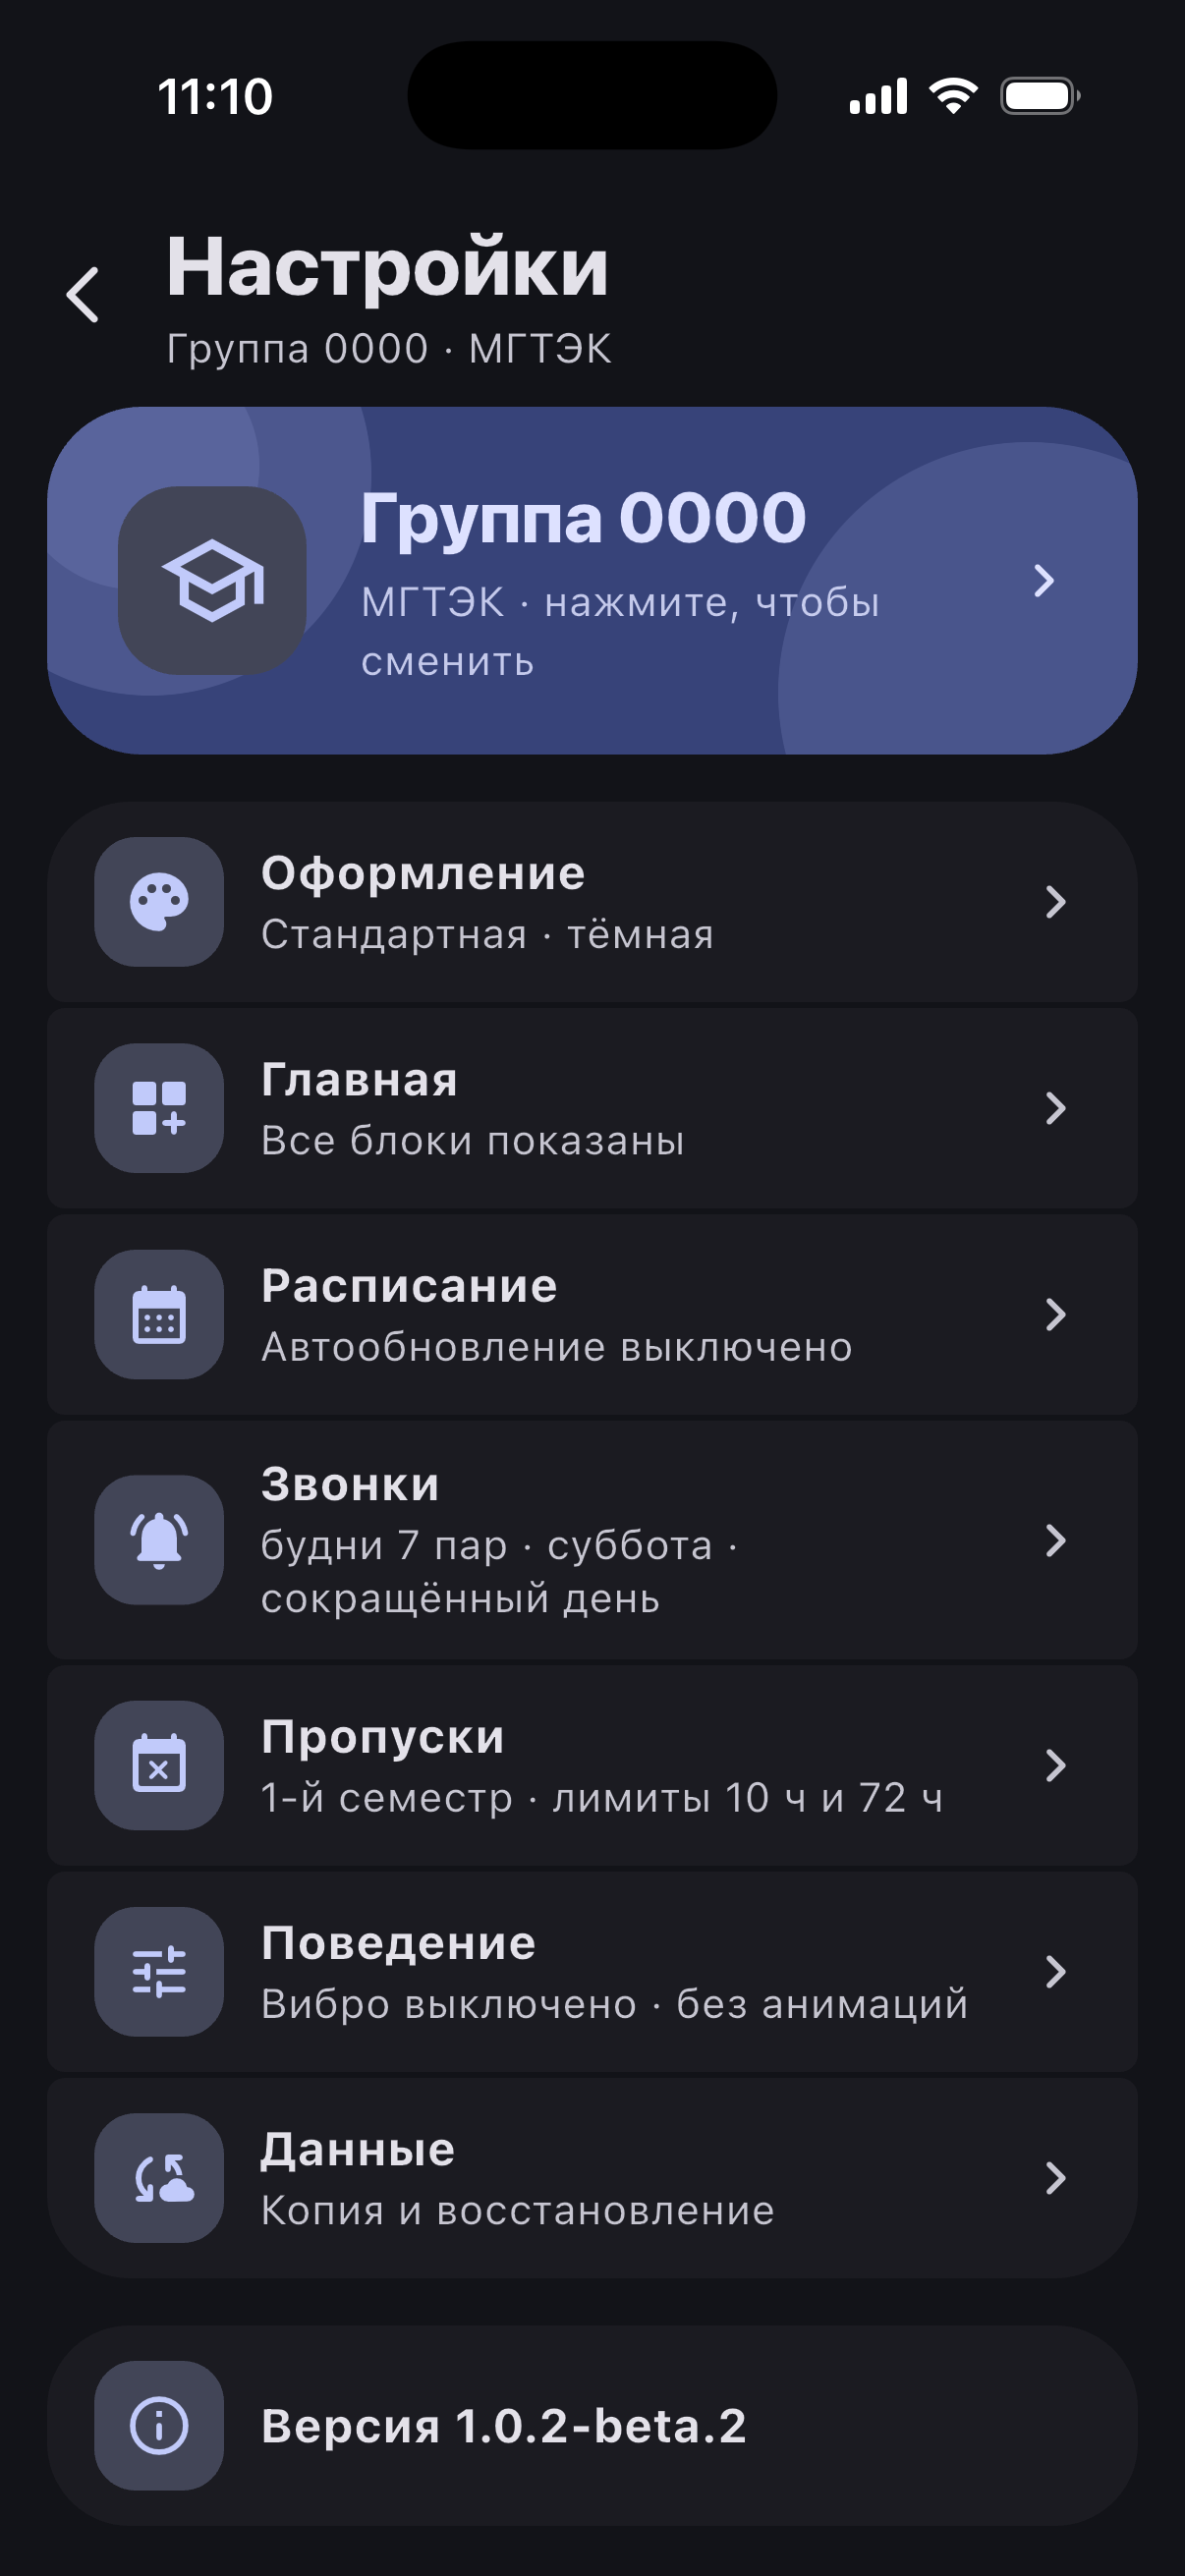 11:10
Настройки
Группа 0000 · МГТЭК
Группа 0000
МГТЭК · нажмите, чтобы
сменить
Оформление
Стандартная · тёмная
Главная
Все блоки показаны
Расписание
Автообновление выключено
Звонки
будни 7 пар · суббота ·
сокращённый день
Пропуски
1-й семестр · лимиты 10 ч и 72 ч
Поведение
Вибро выключено · без анимаций
Данные
Копия и восстановление
Версия 1.0.2-beta.2